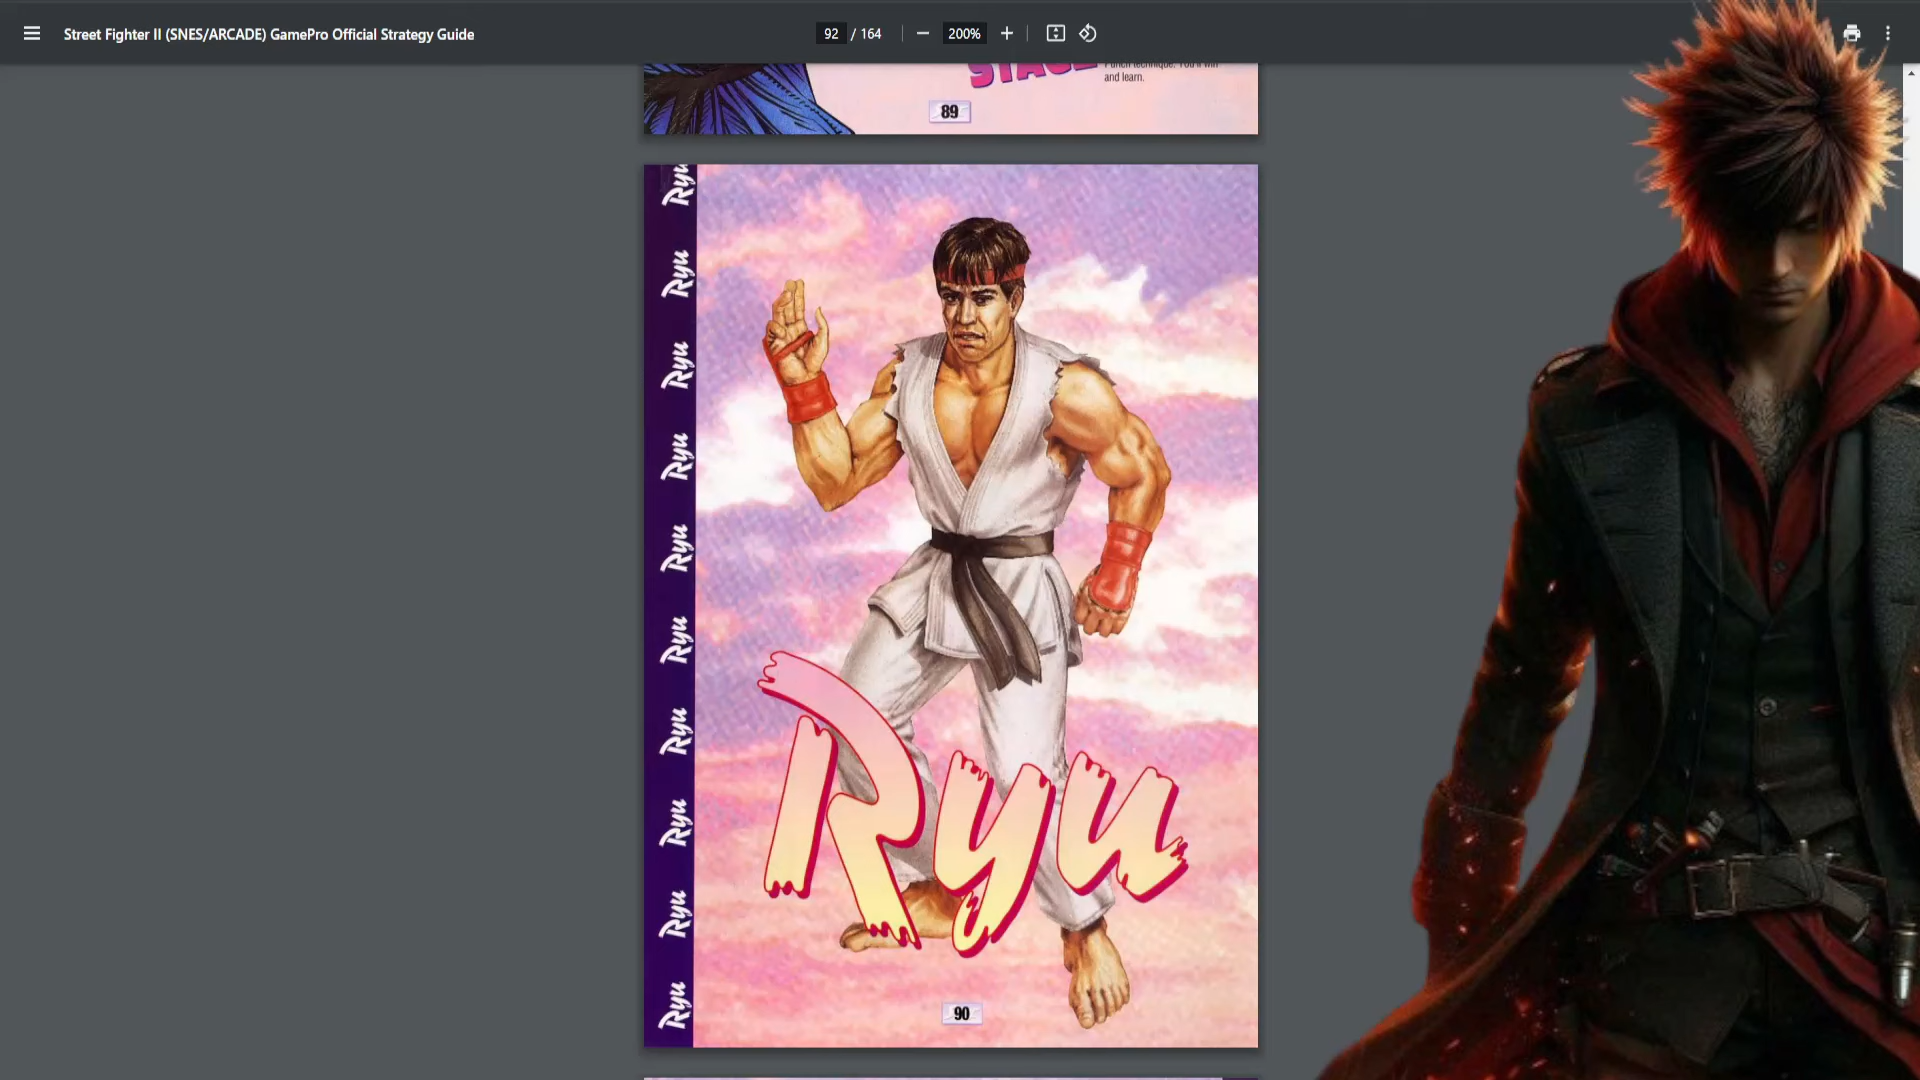 Street Fighter II (SNES/ARCADE) GamePro Official Strategy Guide
92 / 164
200%
STAGE
and learn.
89
Ryu
Ryu
Ryu
Ryu
Ryu
Ryu
Ryu
Ryu
Ryu
Ryu
Ryu
90